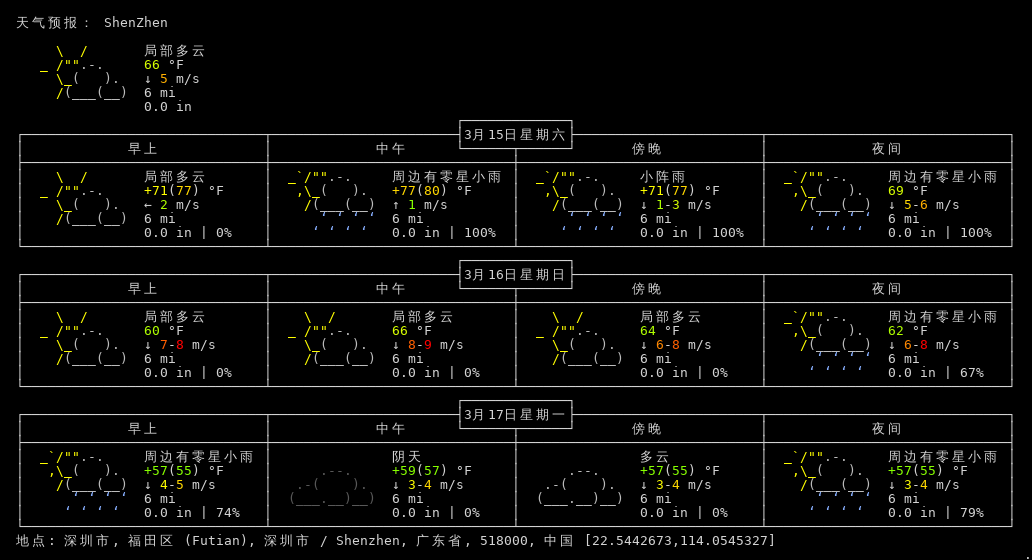 天气预报： ShenZhen
局部多云
66 °F
↓ 5 m/s
6 mi
0.0 in
3月15日星期六
早上 中午 傍晚 夜间
局部多云 周边有零星小雨 小阵雨 周边有零星小雨
+71(77) °F +77(80) °F +71(77) °F 69 °F
← 2 m/s ↑ 1 m/s ↓ 1-3 m/s ↓ 5-6 m/s
6 mi 6 mi 6 mi 6 mi
0.0 in | 0% 0.0 in | 100% 0.0 in | 100% 0.0 in | 100%
3月16日星期日
早上 中午 傍晚 夜间
局部多云 局部多云 局部多云 周边有零星小雨
60 °F 66 °F 64 °F 62 °F
↓ 7-8 m/s ↓ 8-9 m/s ↓ 6-8 m/s ↓ 6-8 m/s
6 mi 6 mi 6 mi 6 mi
0.0 in | 0% 0.0 in | 0% 0.0 in | 0% 0.0 in | 67%
3月17日星期一
早上 中午 傍晚 夜间
周边有零星小雨 阴天 多云 周边有零星小雨
+57(55) °F +59(57) °F +57(55) °F +57(55) °F
↓ 4-5 m/s ↓ 3-4 m/s ↓ 3-4 m/s ↓ 3-4 m/s
6 mi 6 mi 6 mi 6 mi
0.0 in | 74% 0.0 in | 0% 0.0 in | 0% 0.0 in | 79%
地点: 深圳市, 福田区 (Futian), 深圳市 / Shenzhen, 广东省, 518000, 中国 [22.5442673,114.0545327]